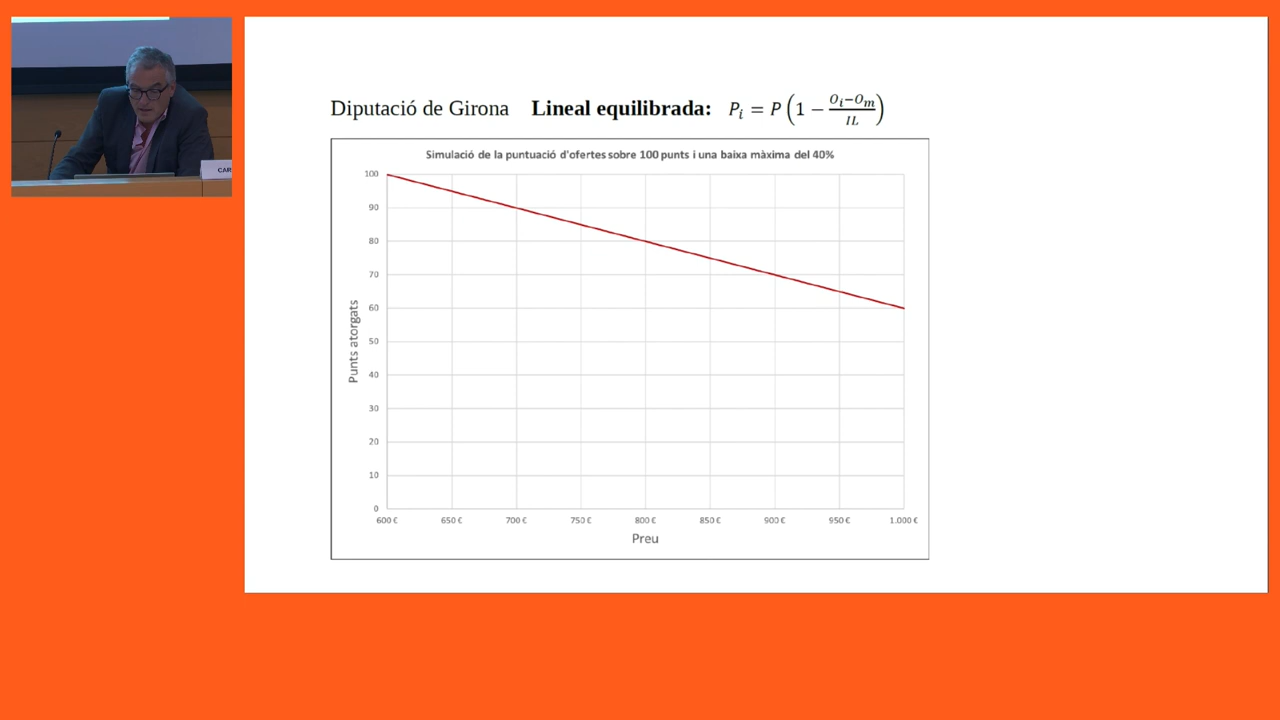 CAR
Diputació de Girona Lineal equilibrada: P_i = P (1 − (O_i−O_m)/IL)
Simulació de la puntuació d'ofertes sobre 100 punts i una baixa màxima del 40%
100
90
80
70
60
50
40
30
20
10
0
Punts atorgats
600 € 650 € 700 € 750 € 800 € 850 € 900 € 950 € 1.000 €
Preu